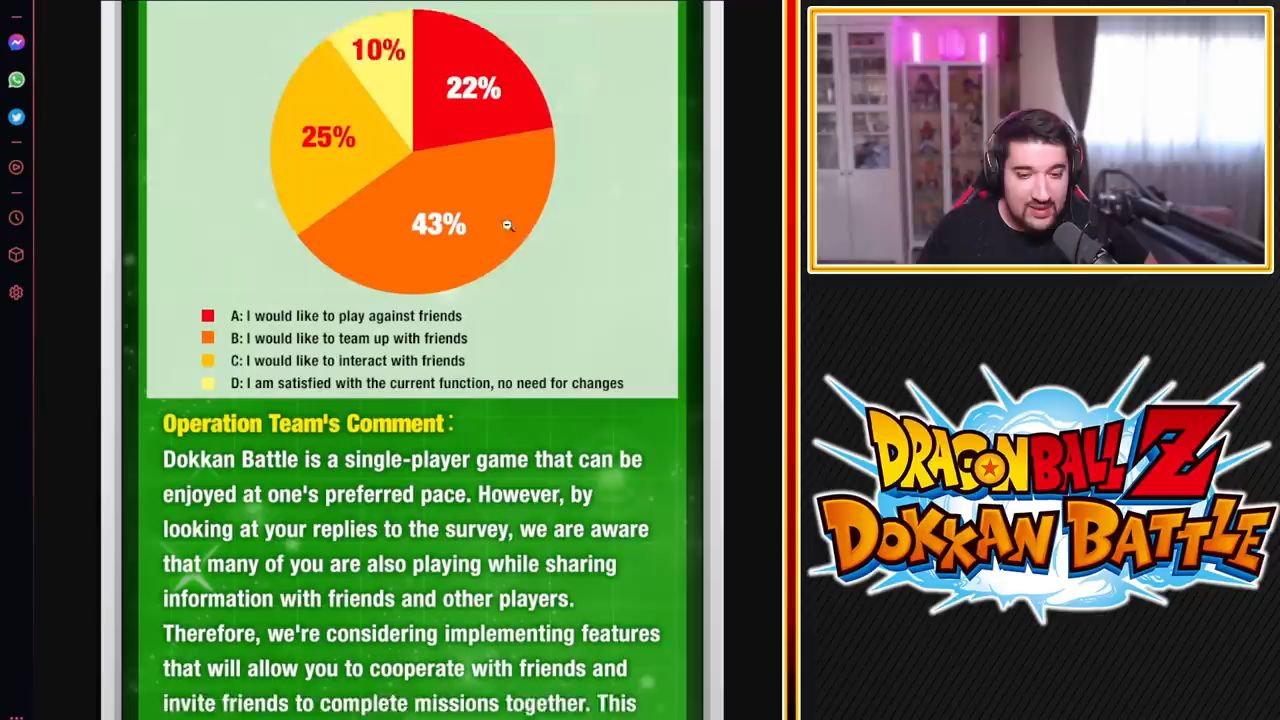 10%
22%
25%
43%
A: I would like to play against friends
B: I would like to team up with friends
C: I would like to interact with friends
D: I am satisfied with the current function, no need for changes
Operation Team's Comment:
Dokkan Battle is a single-player game that can be
enjoyed at one's preferred pace. However, by
looking at your replies to the survey, we are aware
that many of you are also playing while sharing
information with friends and other players.
Therefore, we're considering implementing features
that will allow you to cooperate with friends and
invite friends to complete missions together. This
DRAGON BALL Z
DOKKAN BATTLE